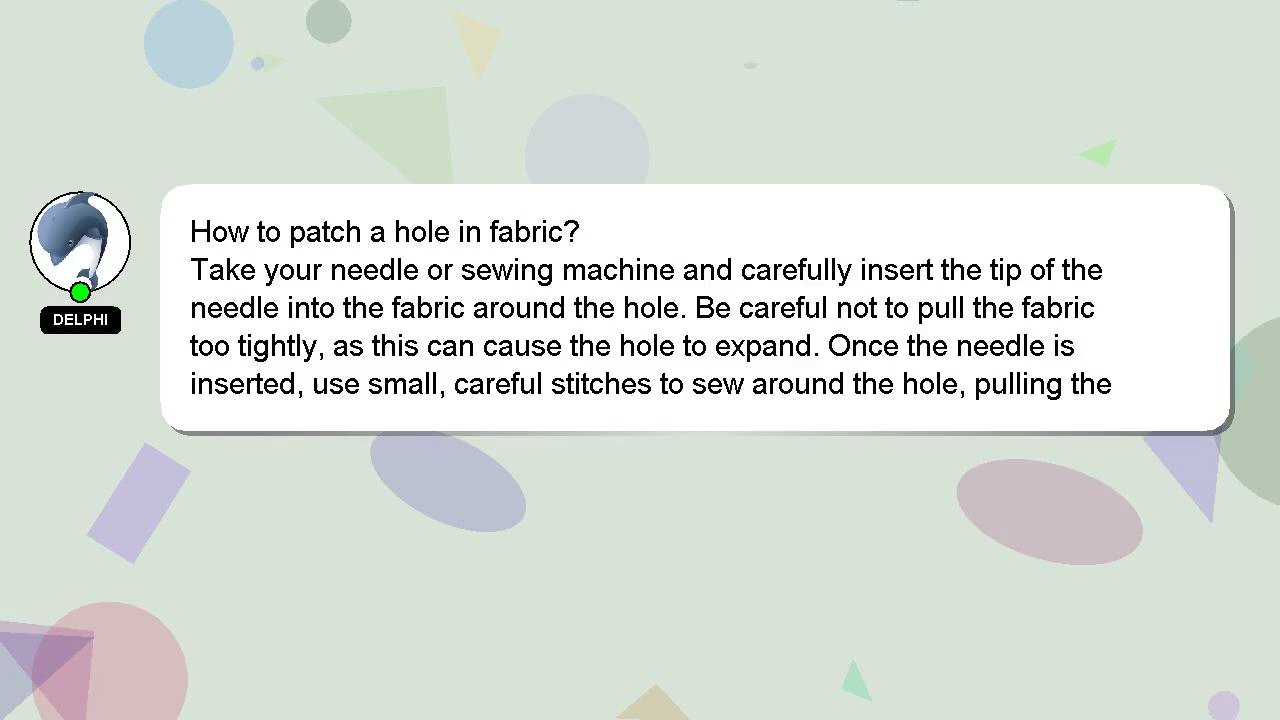 How to patch a hole in fabric?
Take your needle or sewing machine and carefully insert the tip of the
needle into the fabric around the hole. Be careful not to pull the fabric
too tightly, as this can cause the hole to expand. Once the needle is
inserted, use small, careful stitches to sew around the hole, pulling the
DELPHI